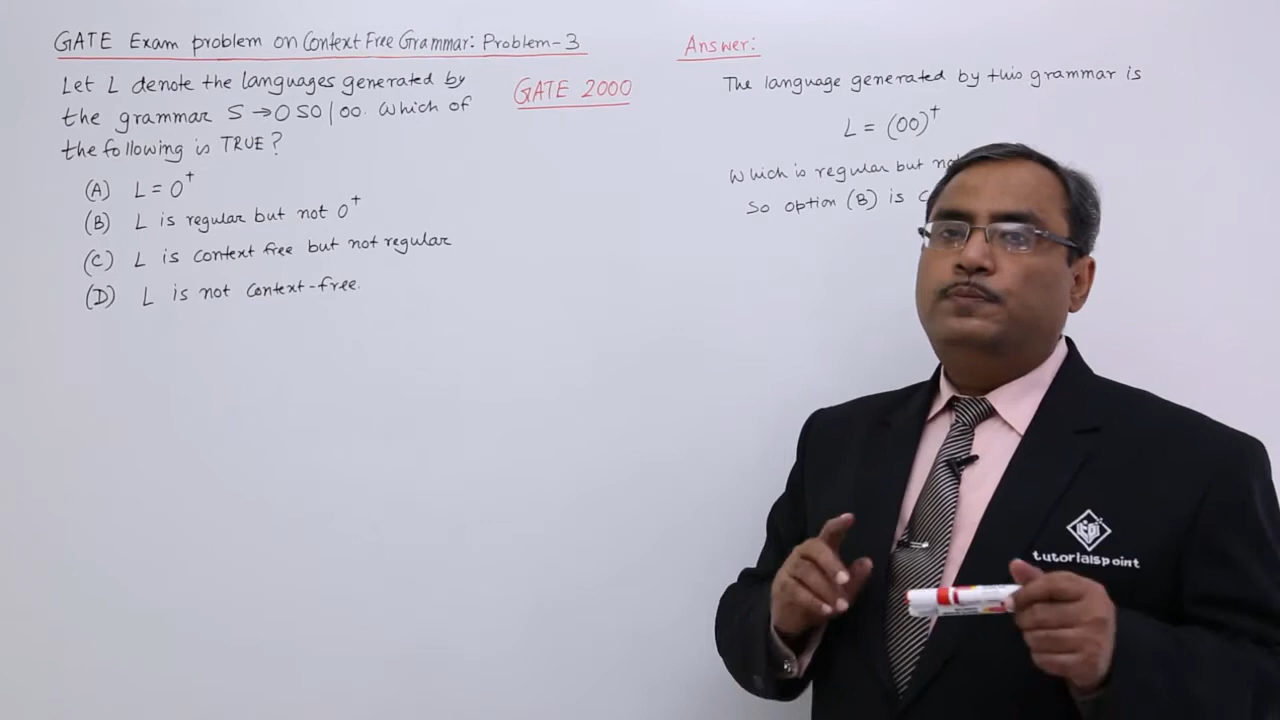 GATE Exam problem on Context Free Grammar: Problem-3
Let L denote the languages generated by
the grammar S → 0S0 | 00. Which of
the following is TRUE?
(A) L = 0⁺
(B) L is regular but not 0⁺
(C) L is context free but not regular
(D) L is not context-free.
GATE 2000
Answer:
The language generated by this grammar is
L = (00)⁺
Which is regular but
So option (B) is
tutorialspoint